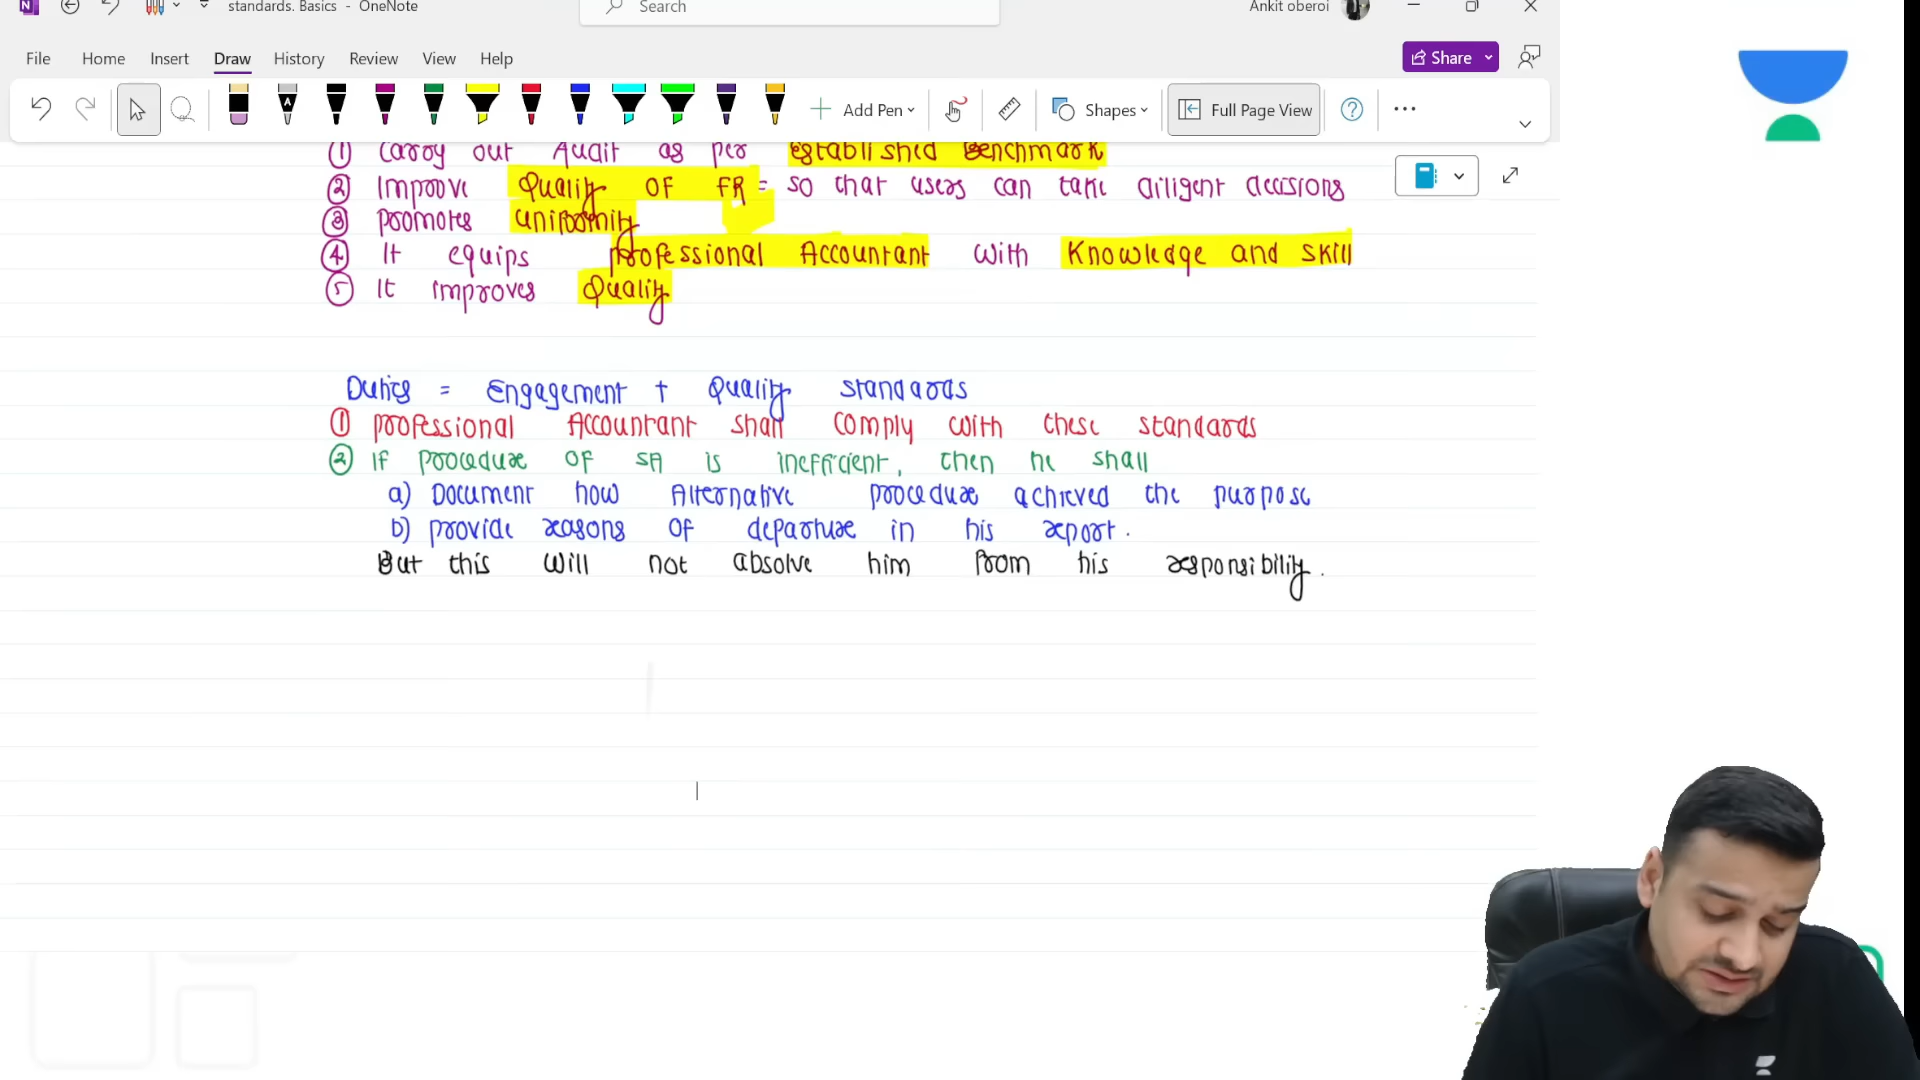 standards. Basics - OneNote
Search
Ankit oberoi
File Home Insert Draw History Review View Help
Share
A
Add Pen
Shapes
Full Page View
① Carry out Audit as per established Benchmark
② Improve Quality OF FR = so that users can take diligent decisions
③ promotes uniformity
④ It equips professional Accountant with Knowledge and skill
⑤ It improves Quality
Duties = Engagement + Quality standards
① professional Accountant shall comply with these standards
② If procedure OF SA is inefficient, then he shall
a) Document how Alternative procedure achieved the purpose
b) provide reasons OF departure in his report.
But this will not absolve him from his responsibility.